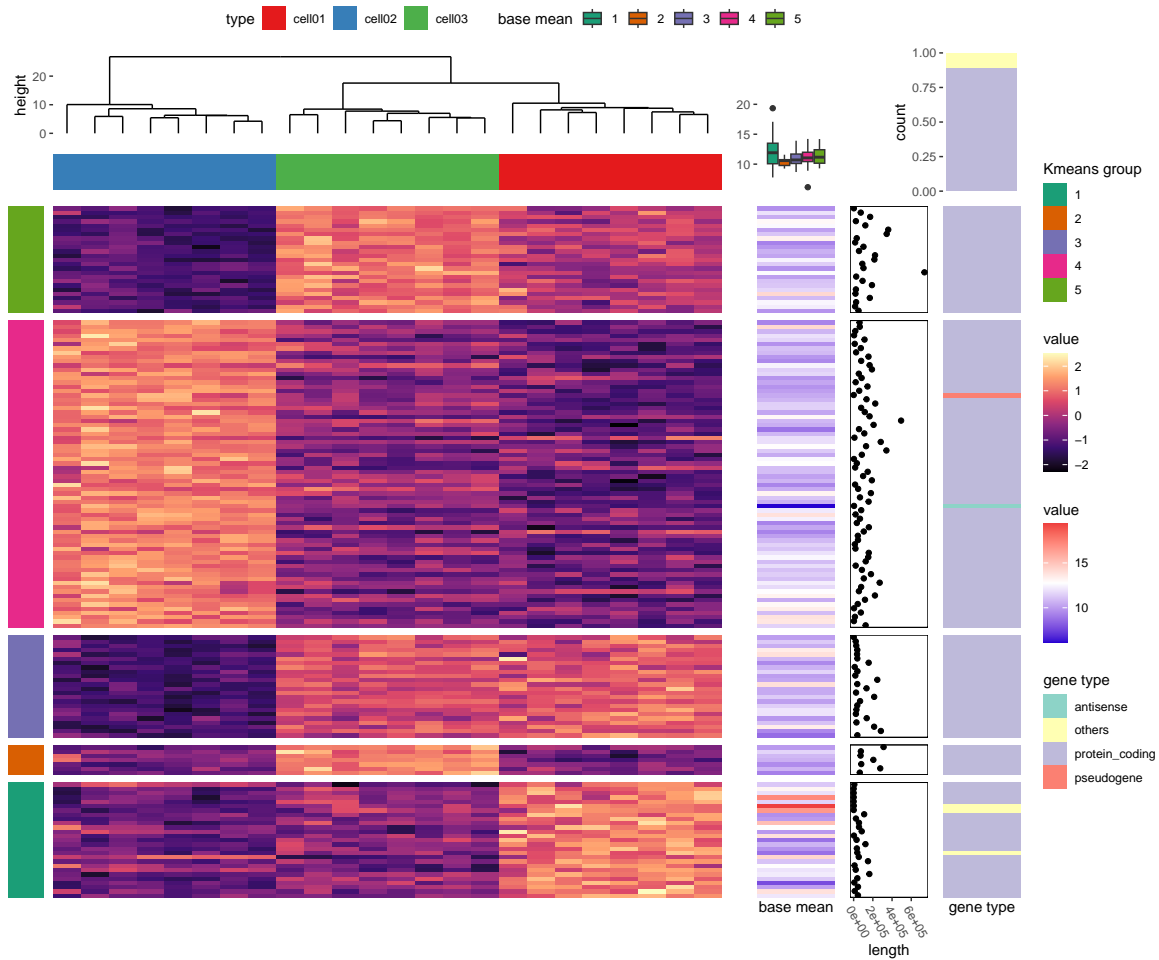 type cell01 cell02 cell03 base mean 1 2 3 4 5
height
20
10
0
20
15
10
count
1.00
0.75
0.50
0.25
0.00
Kmeans group
1
2
3
4
5
value
2
1
0
−1
−2
value
15
10
gene type
antisense
others
protein_coding
pseudogene
base mean
0e+00
2e+05
4e+05
6e+05
length
gene type